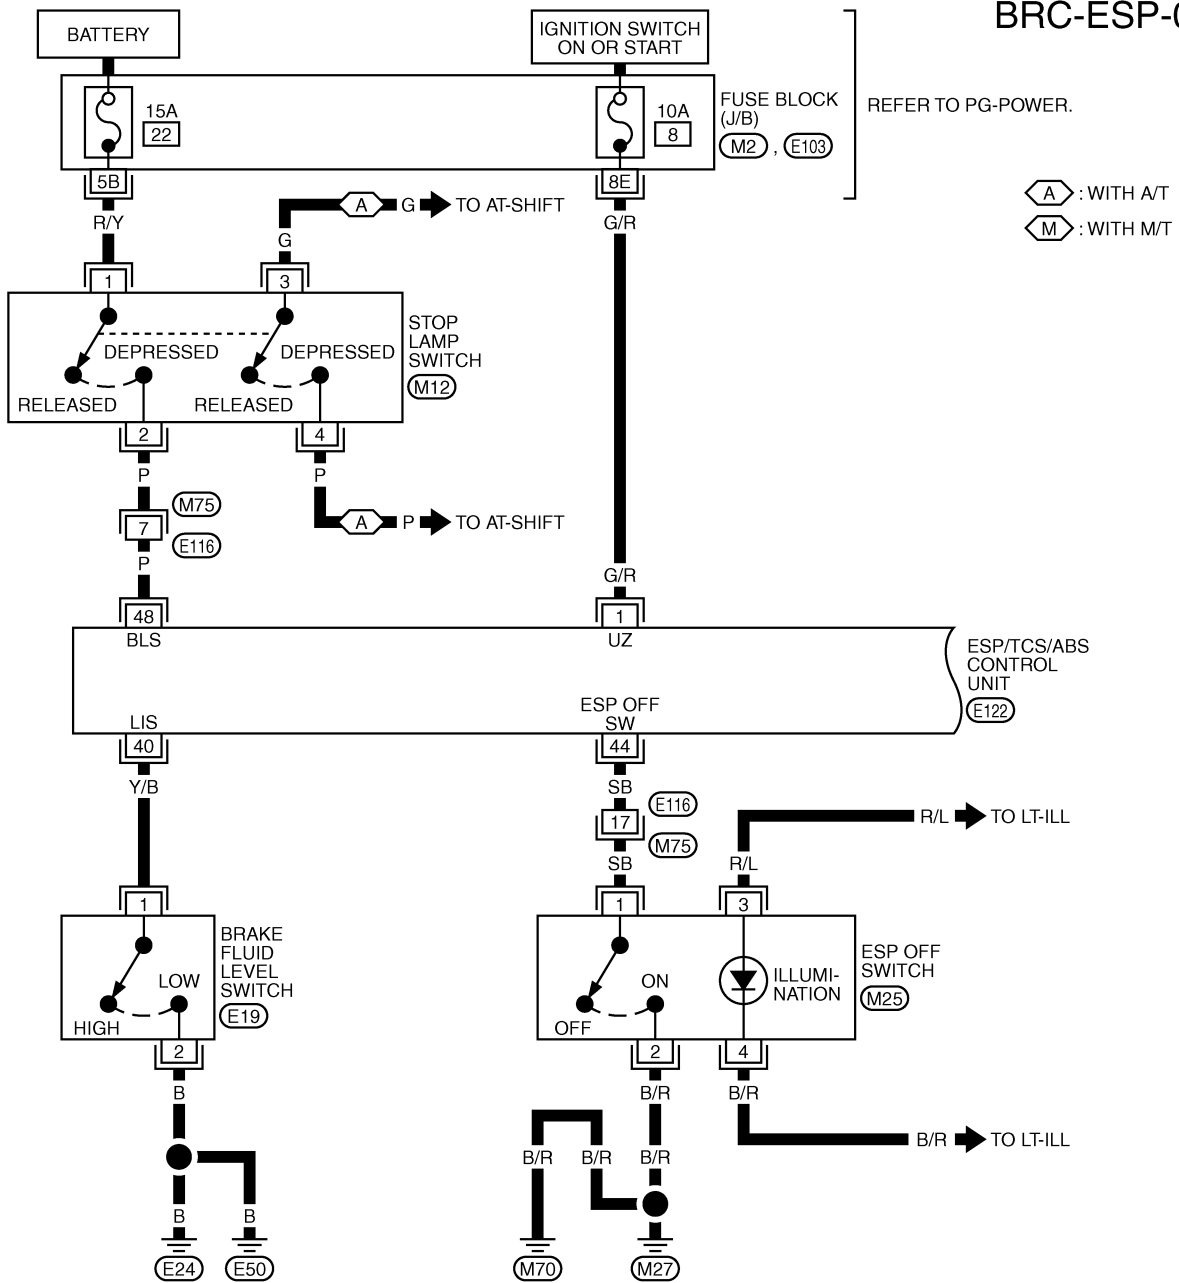 BRC-ESP-
BATTERY
IGNITION SWITCH
ON OR START
15A
22
10A
8
FUSE BLOCK
(J/B)
M2 , E103
REFER TO PG-POWER.
5B
8E
A : WITH A/T
M : WITH M/T
R/Y
A G TO AT-SHIFT
G
G/R
1
3
STOP
LAMP
SWITCH
M12
DEPRESSED
DEPRESSED
RELEASED
RELEASED
2
4
P
P
M75
7
E116
A P TO AT-SHIFT
P
G/R
48
1
BLS
UZ
ESP/TCS/ABS
CONTROL
UNIT
E122
LIS
ESP OFF
SW
40
44
Y/B
SB
E116
17
M75
SB
R/L TO LT-ILL
R/L
1
1
3
BRAKE
FLUID
LEVEL
SWITCH
E19
LOW
HIGH
ON
OFF
ILLUMI-
NATION
ESP OFF
SWITCH
M25
2
2
4
B
B/R
B/R
B/R TO LT-ILL
B/R
B/R
B/R
B
B
E24
E50
M70
M27